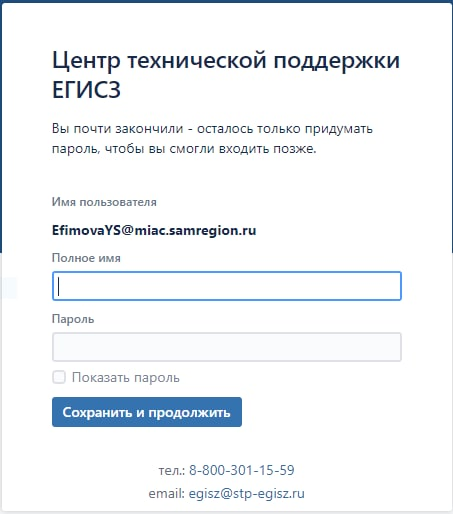 Центр технической поддержки
ЕГИСЗ
Вы почти закончили - осталось только придумать
пароль, чтобы вы смогли входить позже.
Имя пользователя
EfimovaYS@miac.samregion.ru
Полное имя
Пароль
Показать пароль
Сохранить и продолжить
тел.: 8-800-301-15-59
email: egisz@stp-egisz.ru